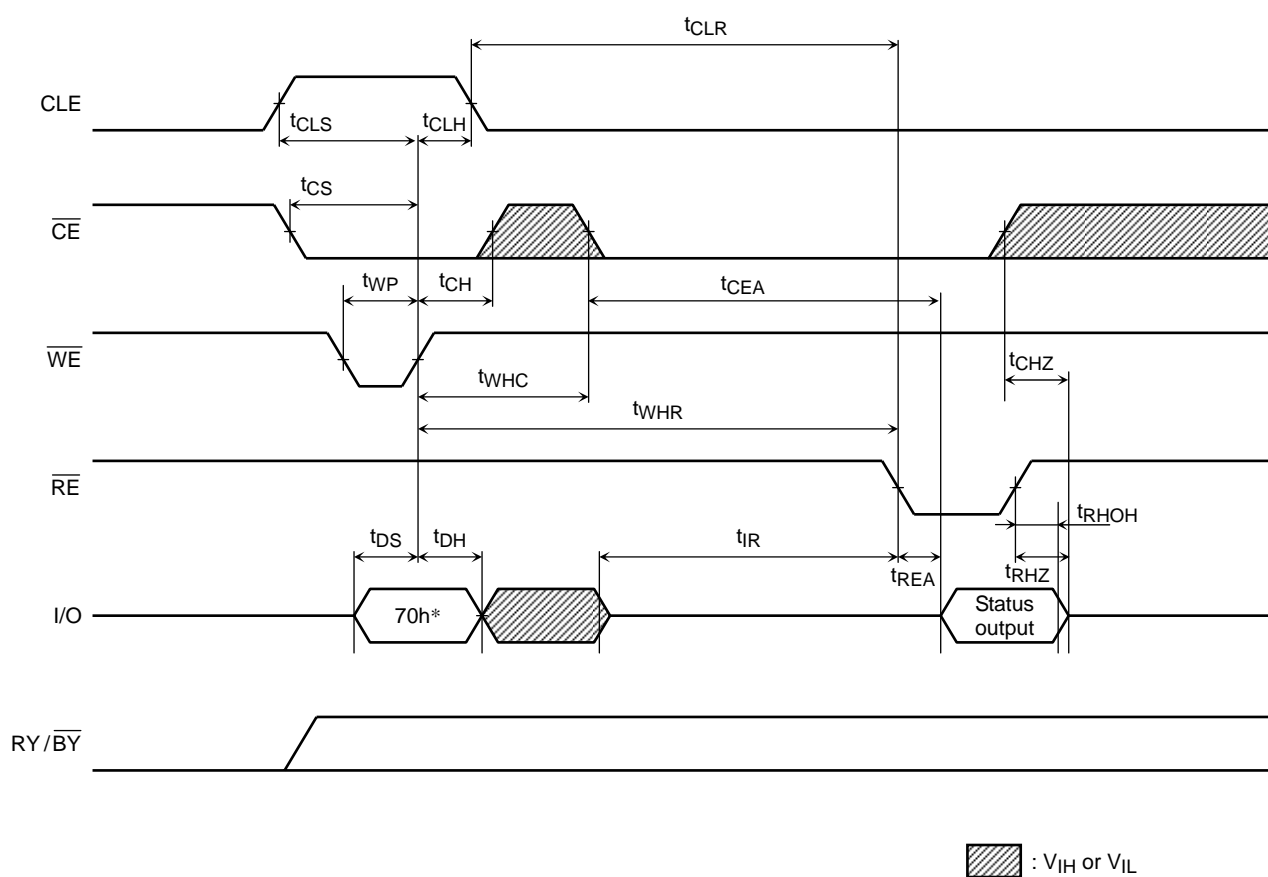 tCLR
CLE
tCLS
tCLH
tCS
CE
tWP
tCH
tCEA
WE
tCHZ
tWHC
tWHR
RE
tRHOH
tDS
tDH
tIR
tREA
tRHZ
I/O
70h*
Status
output
RY/BY
: VIH or VIL